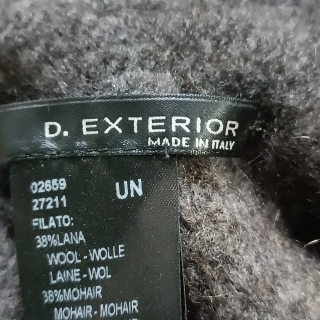 D. EXTERIOR
MADE IN ITALY
02659 UN
27211
FILATO:
38%LANA
WOOL - WOLLE
LAINE - WOL
38%MOHAIR
MOHAIR - MOHAIR